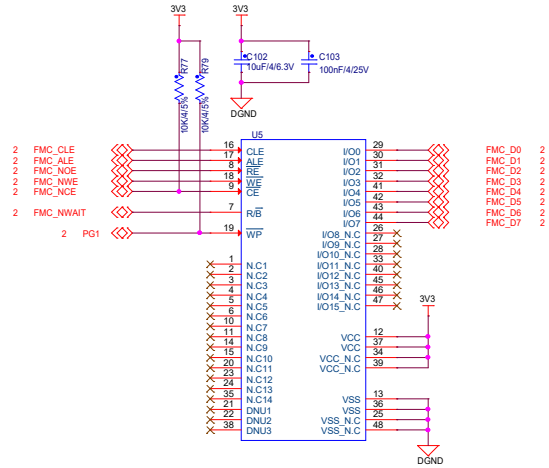 3V3 3V3
R77 10K/4/5%
R79 10K/4/5%
C102 10uF/4/6.3V
C103 100nF/4/25V
DGND
U5
2 FMC_CLE 16 CLE I/O0 29 FMC_D0 2
2 FMC_ALE 17 ALE I/O1 30 FMC_D1 2
2 FMC_NOE 8 RE I/O2 31 FMC_D2 2
2 FMC_NWE 18 WE I/O3 32 FMC_D3 2
2 FMC_NCE 9 CE I/O4 41 FMC_D4 2
I/O5 42 FMC_D5 2
2 FMC_NWAIT 7 R/B I/O6 43 FMC_D6 2
I/O7 44 FMC_D7 2
2 PG1 19 WP I/O8_N.C 26
I/O9_N.C 27
I/O10_N.C 28
1 N.C1 I/O11_N.C 33
2 N.C2 I/O12_N.C 40
3 N.C3 I/O13_N.C 45
4 N.C4 I/O14_N.C 46
5 N.C5 I/O15_N.C 47
6 N.C6 3V3
10 N.C7
11 N.C8 VCC 12
14 N.C9 VCC 37
15 N.C10 VCC_N.C 34
20 N.C11 VCC_N.C 39
23 N.C12
24 N.C13
35 N.C14 VSS 13
21 DNU1 VSS 36
22 DNU2 VSS_N.C 25
38 DNU3 VSS_N.C 48
DGND